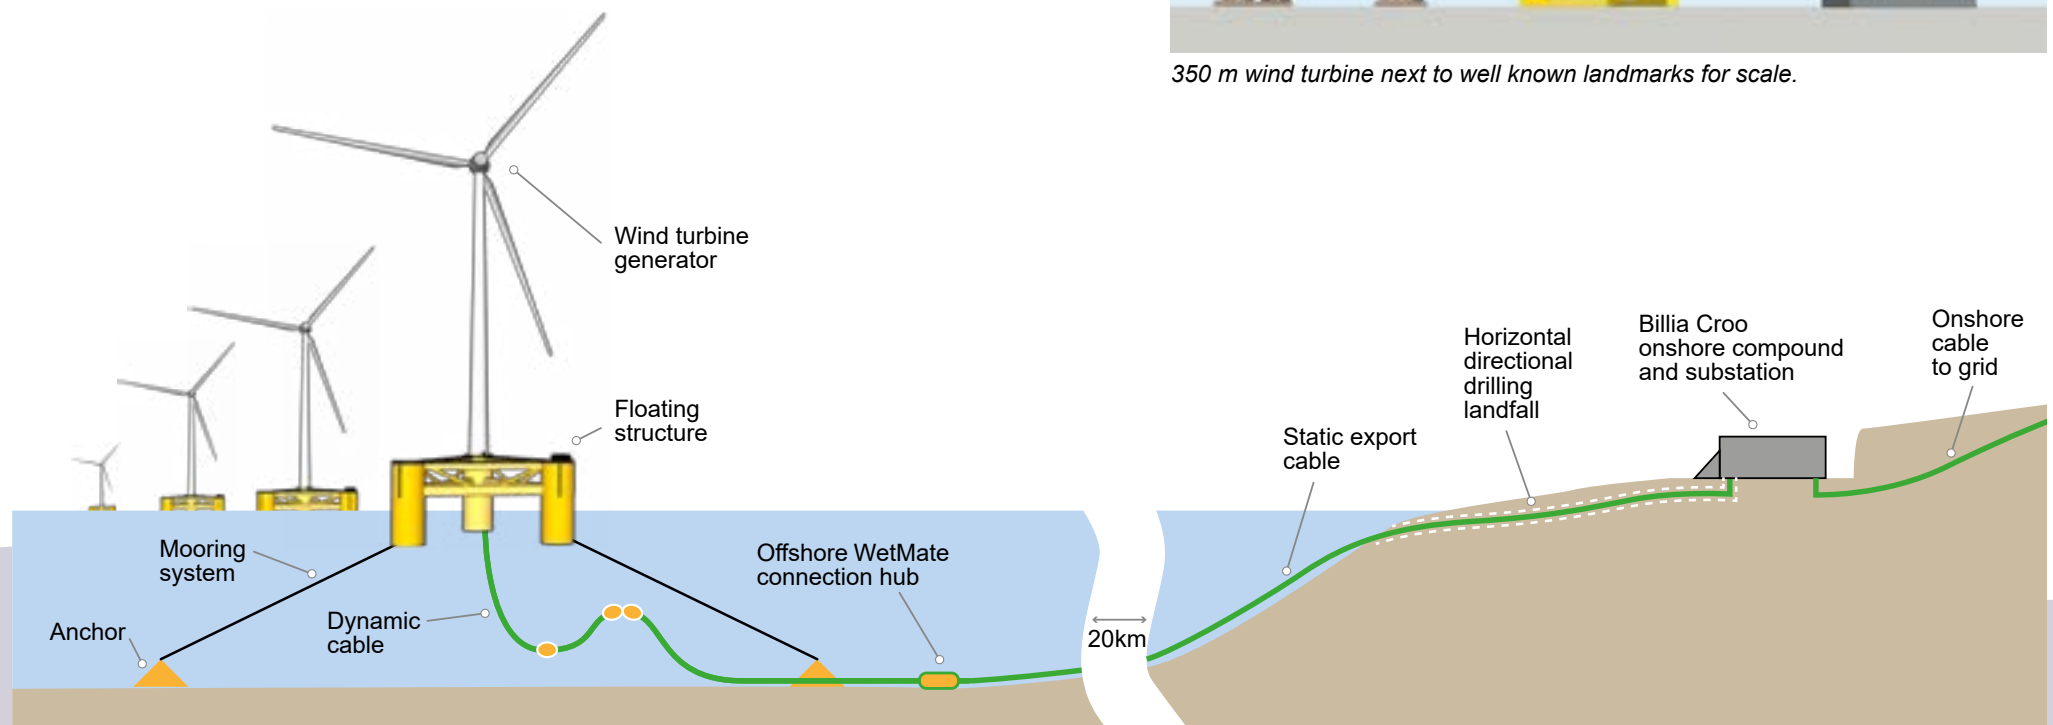 350 m wind turbine next to well known landmarks for scale.
Wind turbine
generator
Floating
structure
Mooring
system
Anchor
Dynamic
cable
Offshore WetMate
connection hub
20km
Static export
cable
Horizontal
directional
drilling
landfall
Billia Croo
onshore compound
and substation
Onshore
cable
to grid